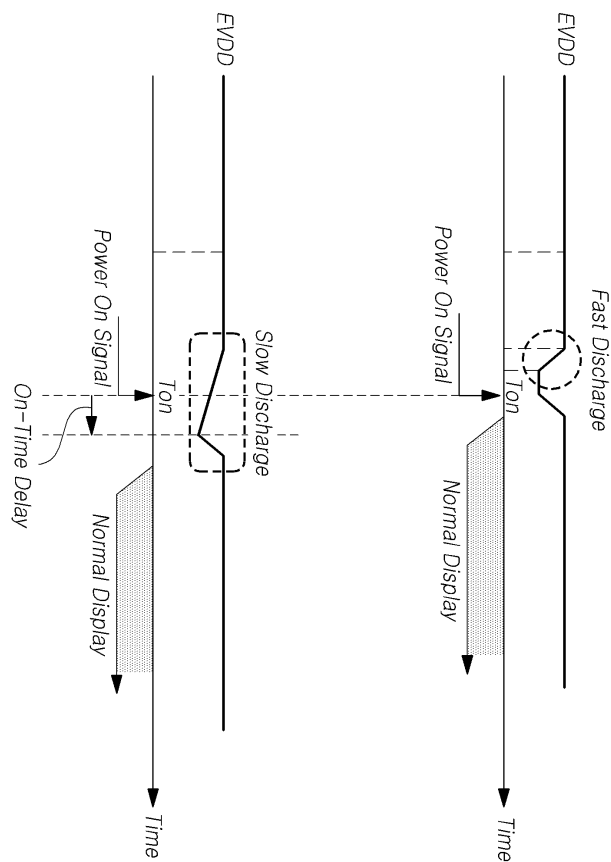 EVDD
Fast Discharge
Ton
Power On Signal
Normal Display
Time
EVDD
Slow Discharge
Ton
Power On Signal
Normal Display
On-Time Delay
Time